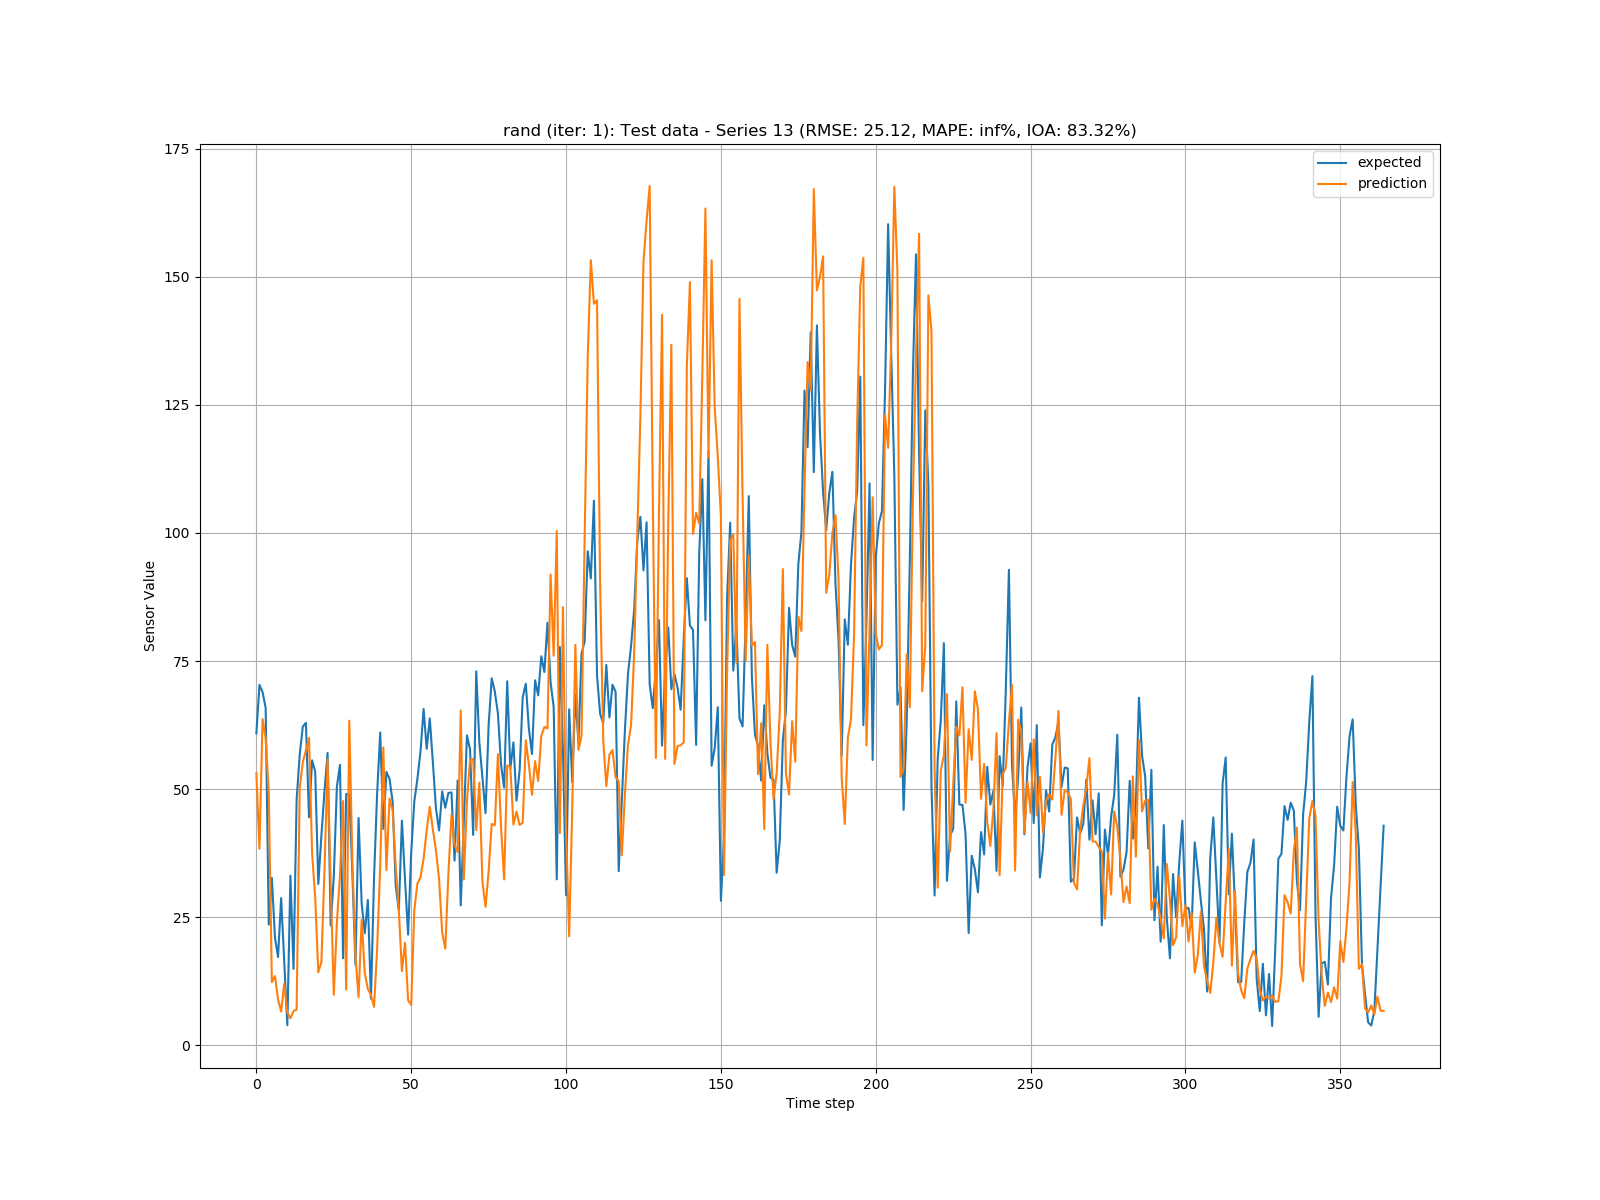 rand (iter: 1): Test data - Series 13 (RMSE: 25.12, MAPE: inf%, IOA: 83.32%)
expected
prediction
175
150
125
100
75
50
25
0
Sensor Value
0 50 100 150 200 250 300 350
Time step